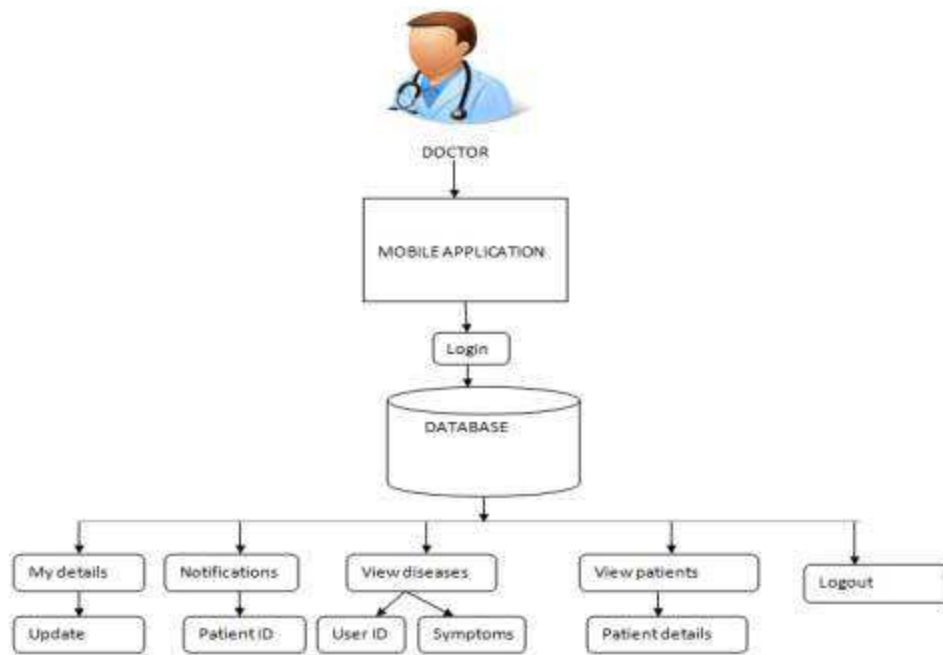 DOCTOR
MOBILE APPLICATION
Login
DATABASE
My details
Notifications
View diseases
View patients
Logout
Update
Patient ID
User ID
Symptoms
Patient details